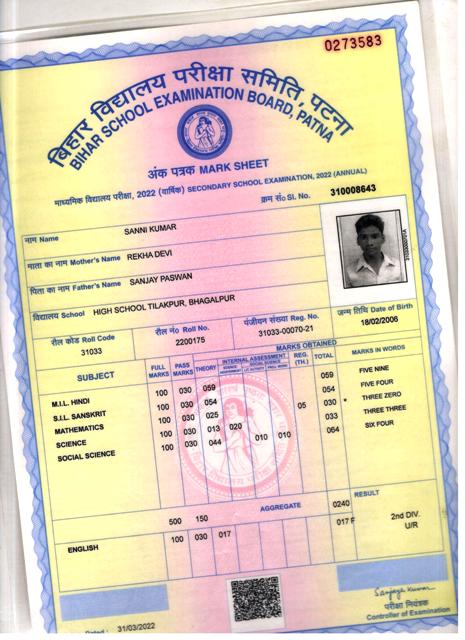 0273583
बिहार विद्यालय परीक्षा समिति, पटना
BIHAR SCHOOL EXAMINATION BOARD, PATNA
अंक पत्रक MARK SHEET
माध्यमिक विद्यालय परीक्षा, 2022 (वार्षिक) SECONDARY SCHOOL EXAMINATION, 2022 (ANNUAL)
क्रम सं० Sl. No. 310008643
नाम Name SANNI KUMAR
माता का नाम Mother's Name REKHA DEVI
पिता का नाम Father's Name SANJAY PASWAN
विद्यालय School HIGH SCHOOL TILAKPUR, BHAGALPUR
रौल कोड Roll Code रौल नं० Roll No. पंजीयन संख्या Reg. No. जन्म तिथि Date of Birth
31033 2200175 31033-00070-21 18/02/2006
MARKS OBTAINED
SUBJECT FULL MARKS PASS MARKS THEORY INTERNAL ASSESSMENT REG. (TH.) TOTAL MARKS IN WORDS
M.I.L. HINDI 100 030 059 059 FIVE NINE
S.I.L. SANSKRIT 100 030 054 054 FIVE FOUR
MATHEMATICS 100 030 025 05 030 * THREE ZERO
SCIENCE 100 030 013 020 033 THREE THREE
SOCIAL SCIENCE 100 030 044 010 010 064 SIX FOUR
500 150 AGGREGATE 0240 RESULT
ENGLISH 100 030 017 017 F 2nd DIV.
U/R
Sanjay Kumar
परीक्षा नियंत्रक
Controller of Examination
Dated : 31/03/2022